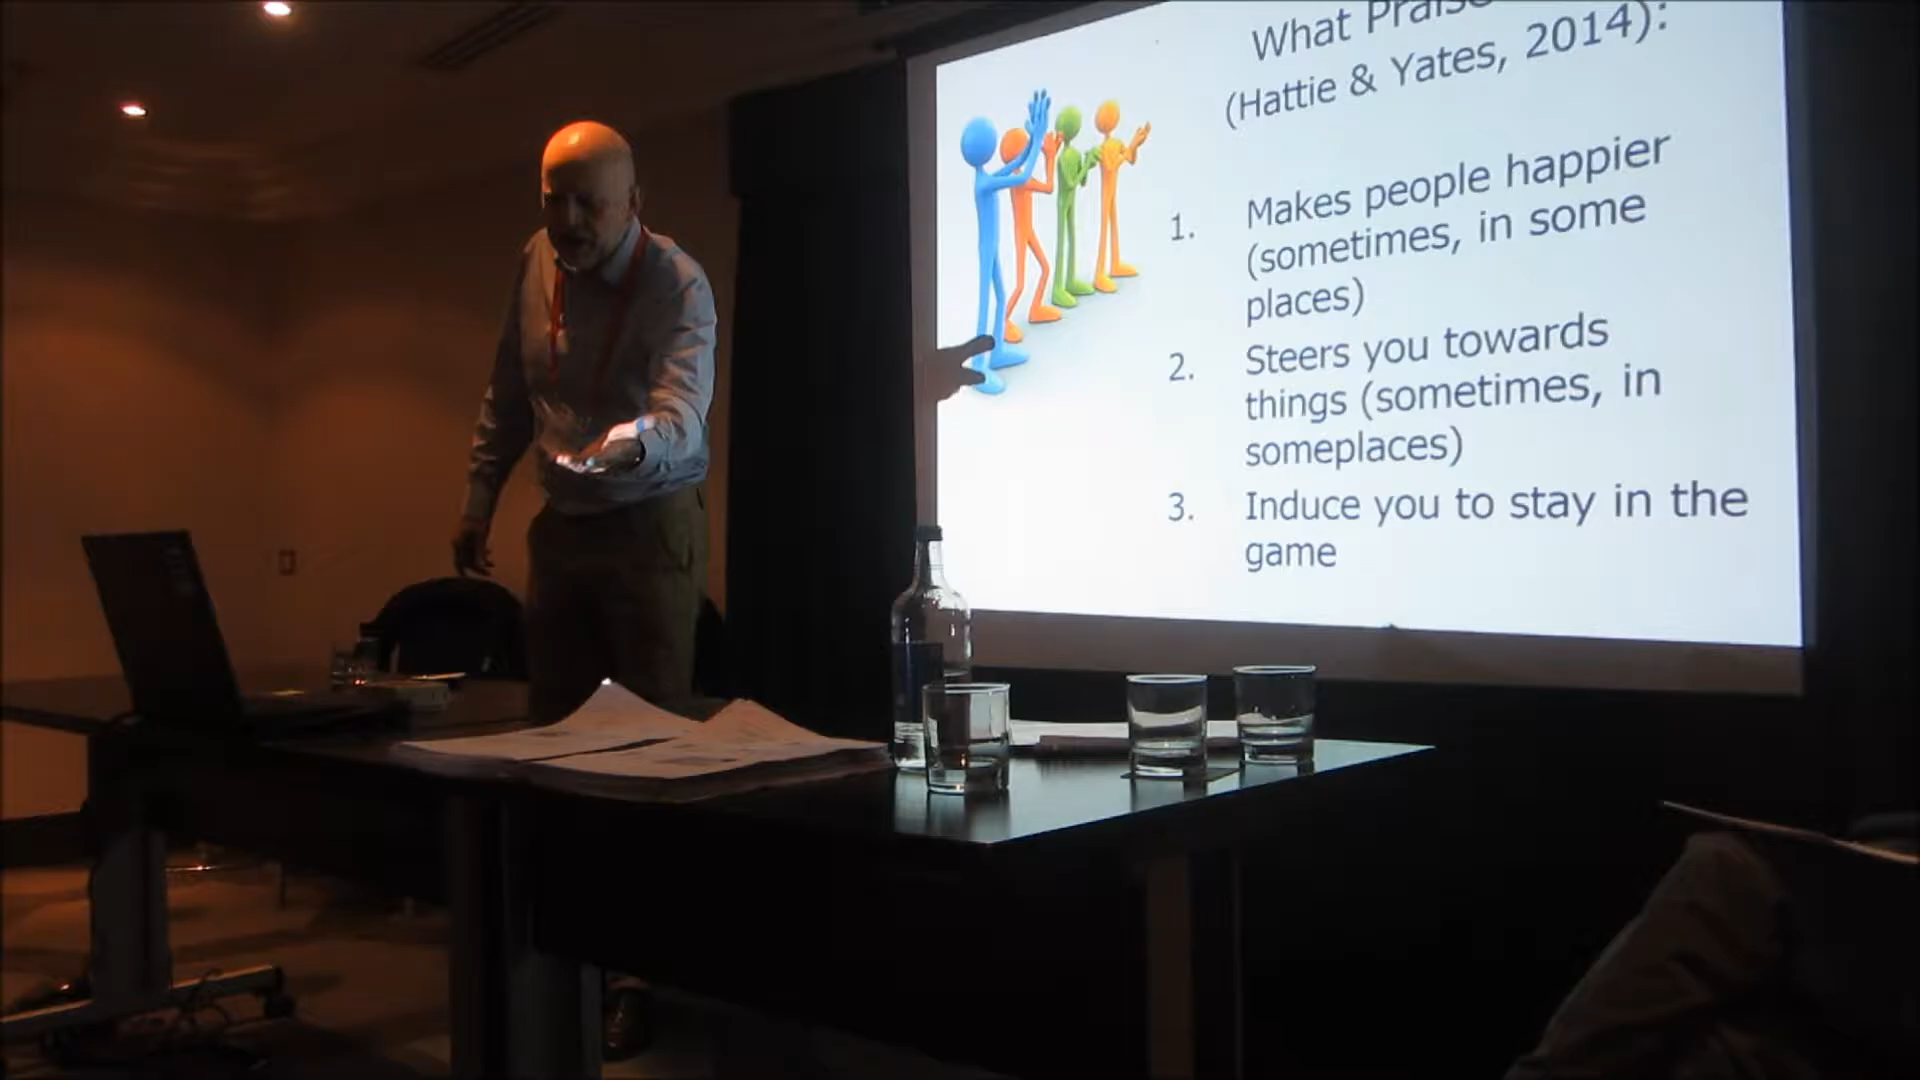 What Praise
(Hattie & Yates, 2014):
1. Makes people happier
(sometimes, in some
places)
2. Steers you towards
things (sometimes, in
someplaces)
3. Induce you to stay in the
game